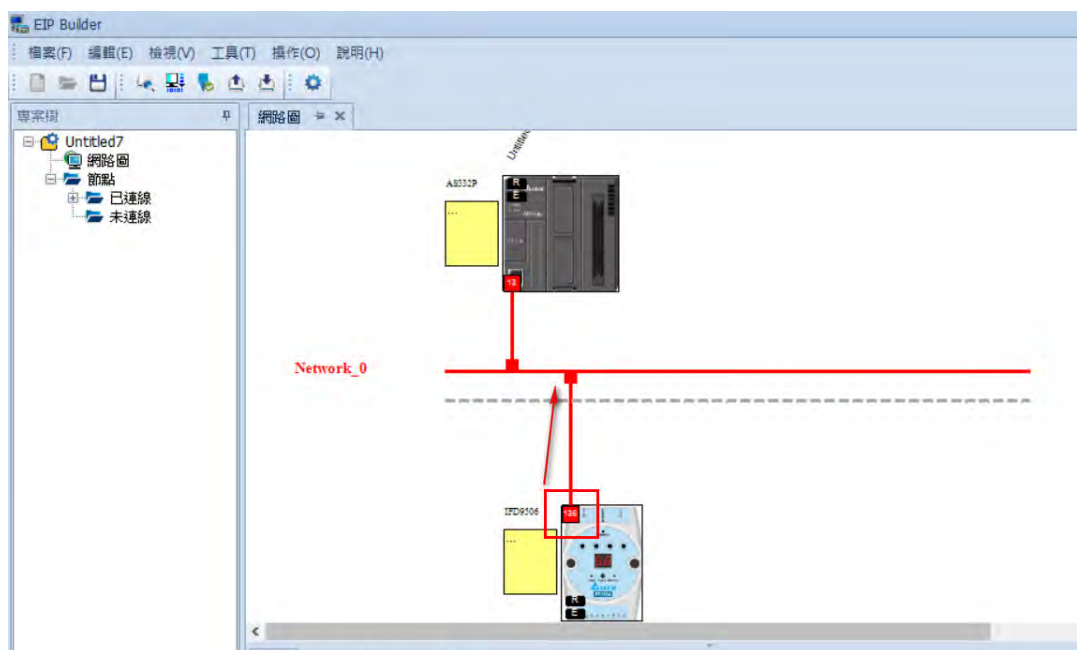 EIP Builder
檔案(F) 編輯(E) 檢視(V) 工具(T) 操作(O) 說明(H)
專案樹
網路圖
Untitled7
網路圖
節點
已連線
未連線
Untitled
AS332P
...
R
E
12
Network_0
IFD9506
...
136
R
E